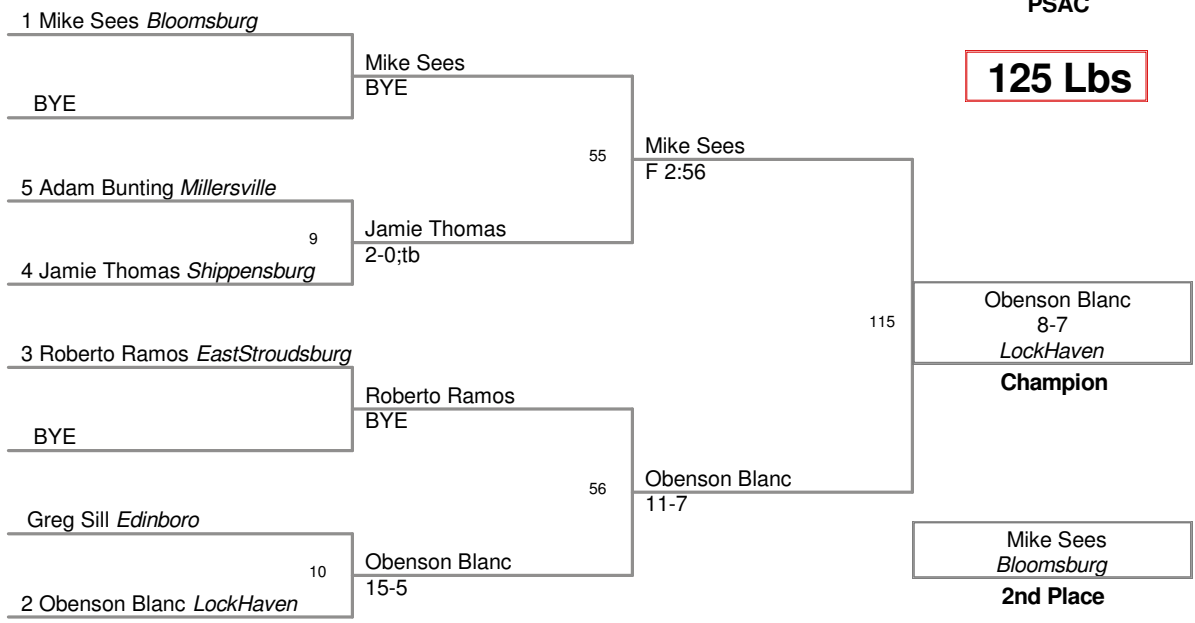 PSAC
125 Lbs
1 Mike Sees Bloomsburg
BYE
Mike Sees
BYE
5 Adam Bunting Millersville
9
4 Jamie Thomas Shippensburg
Jamie Thomas
2-0;tb
55
Mike Sees
F 2:56
3 Roberto Ramos EastStroudsburg
BYE
Roberto Ramos
BYE
Greg Sill Edinboro
10
2 Obenson Blanc LockHaven
Obenson Blanc
15-5
56
Obenson Blanc
11-7
115
Obenson Blanc
8-7
LockHaven
Champion
Mike Sees
Bloomsburg
2nd Place